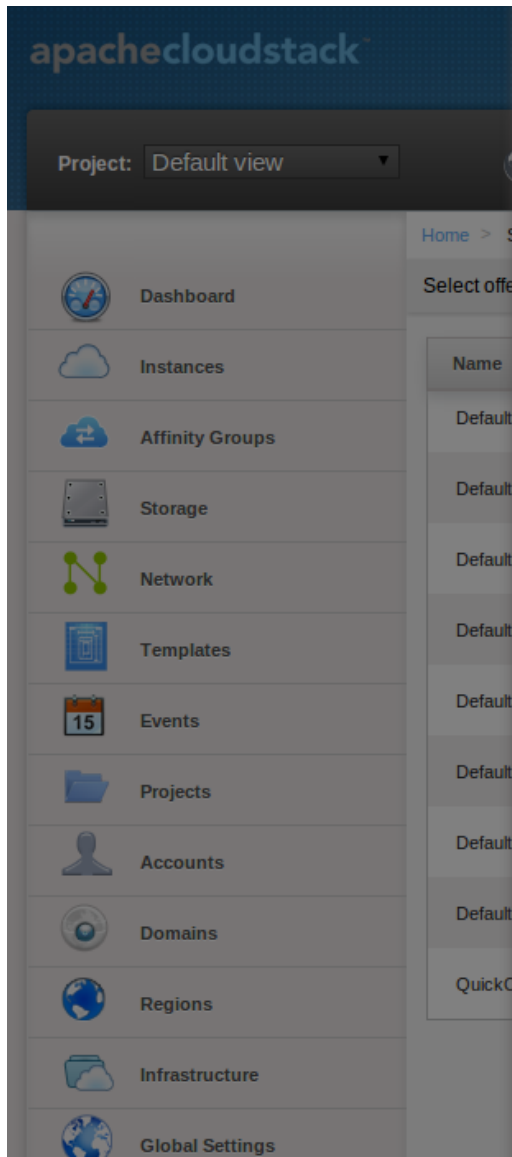 apachecloudstack
Project: Default view
Home >
Select
Dashboard
Instances
Name
Default
Affinity Groups
Default
Storage
Default
Network
Default
Templates
Default
15
Events
Default
Projects
Default
Accounts
Default
Domains
Regions
Infrastructure
Global Settings